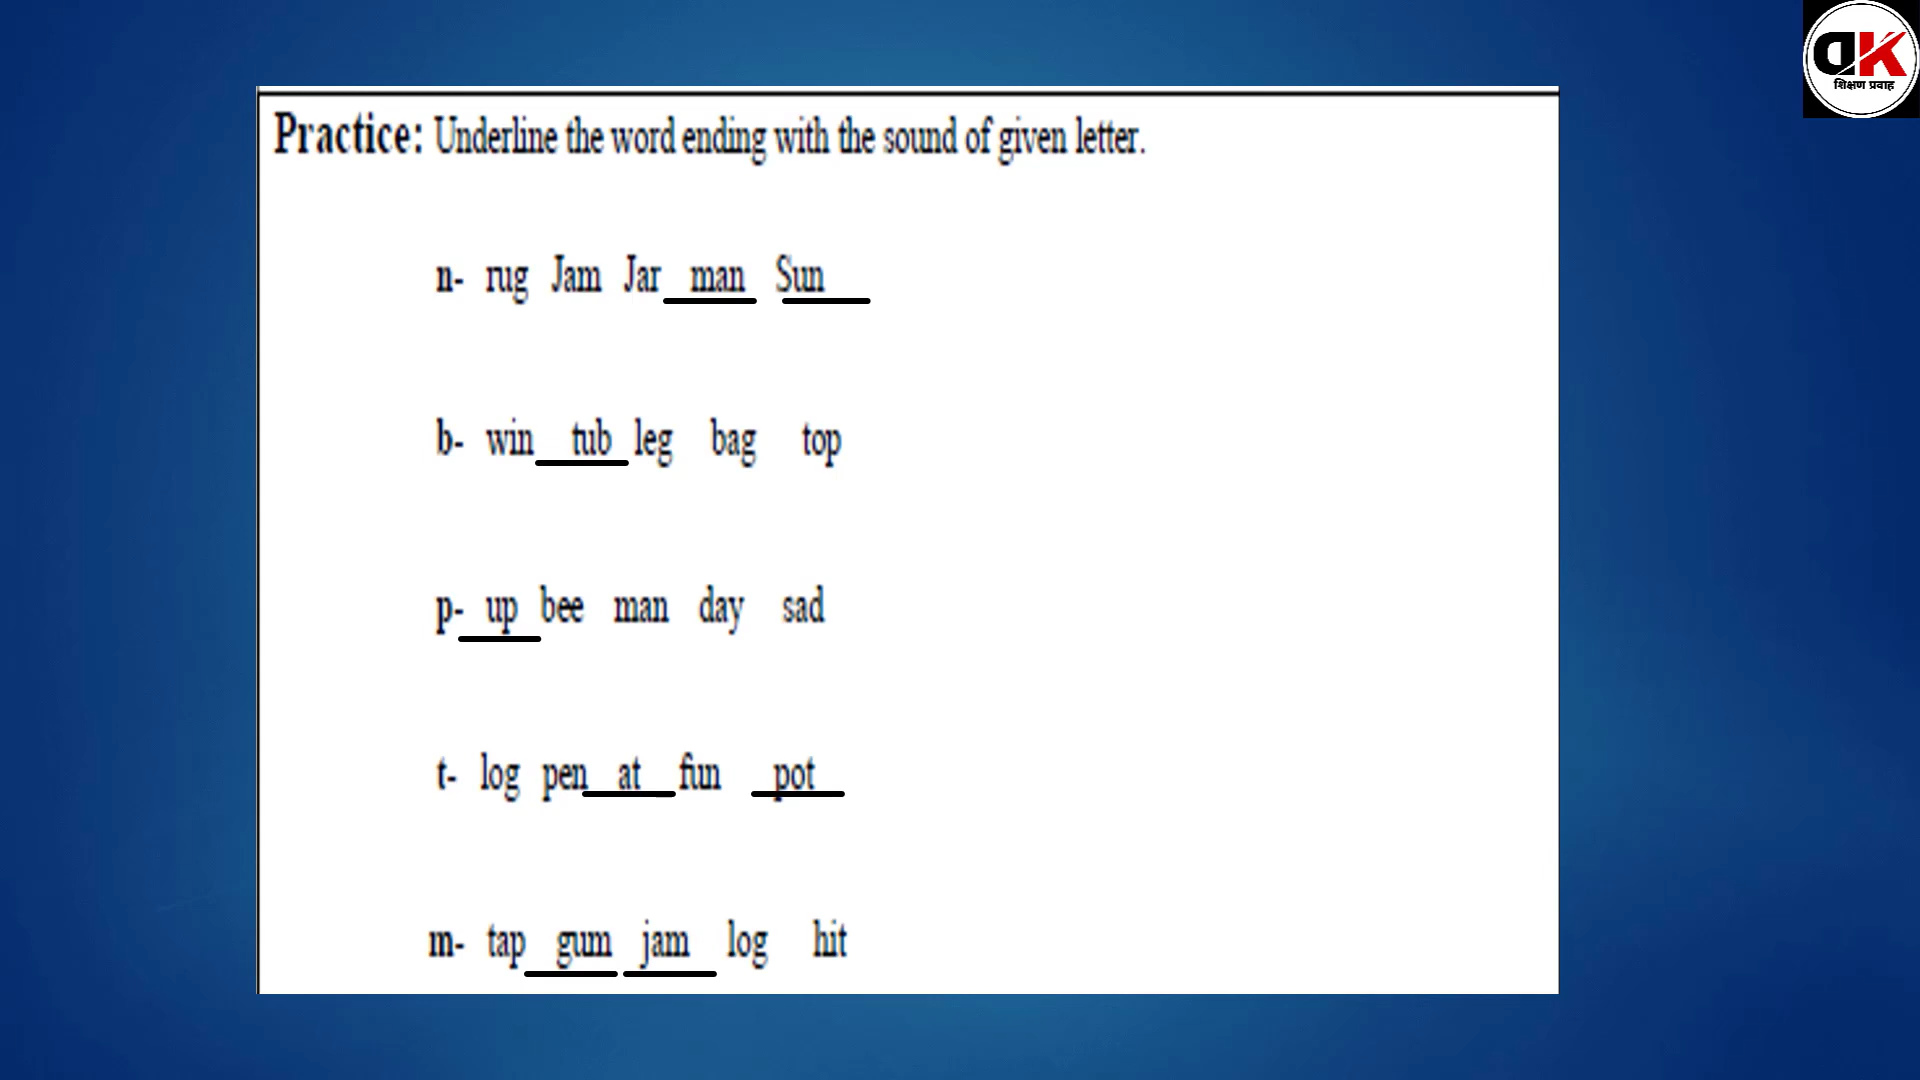 DK
शिक्षण प्रवाह
Practice: Underline the word ending with the sound of given letter.
n- rug Jam Jar man Sun
b- win tub leg bag top
p- up bee man day sad
t- log pen at fun pot
m- tap gum jam log hit